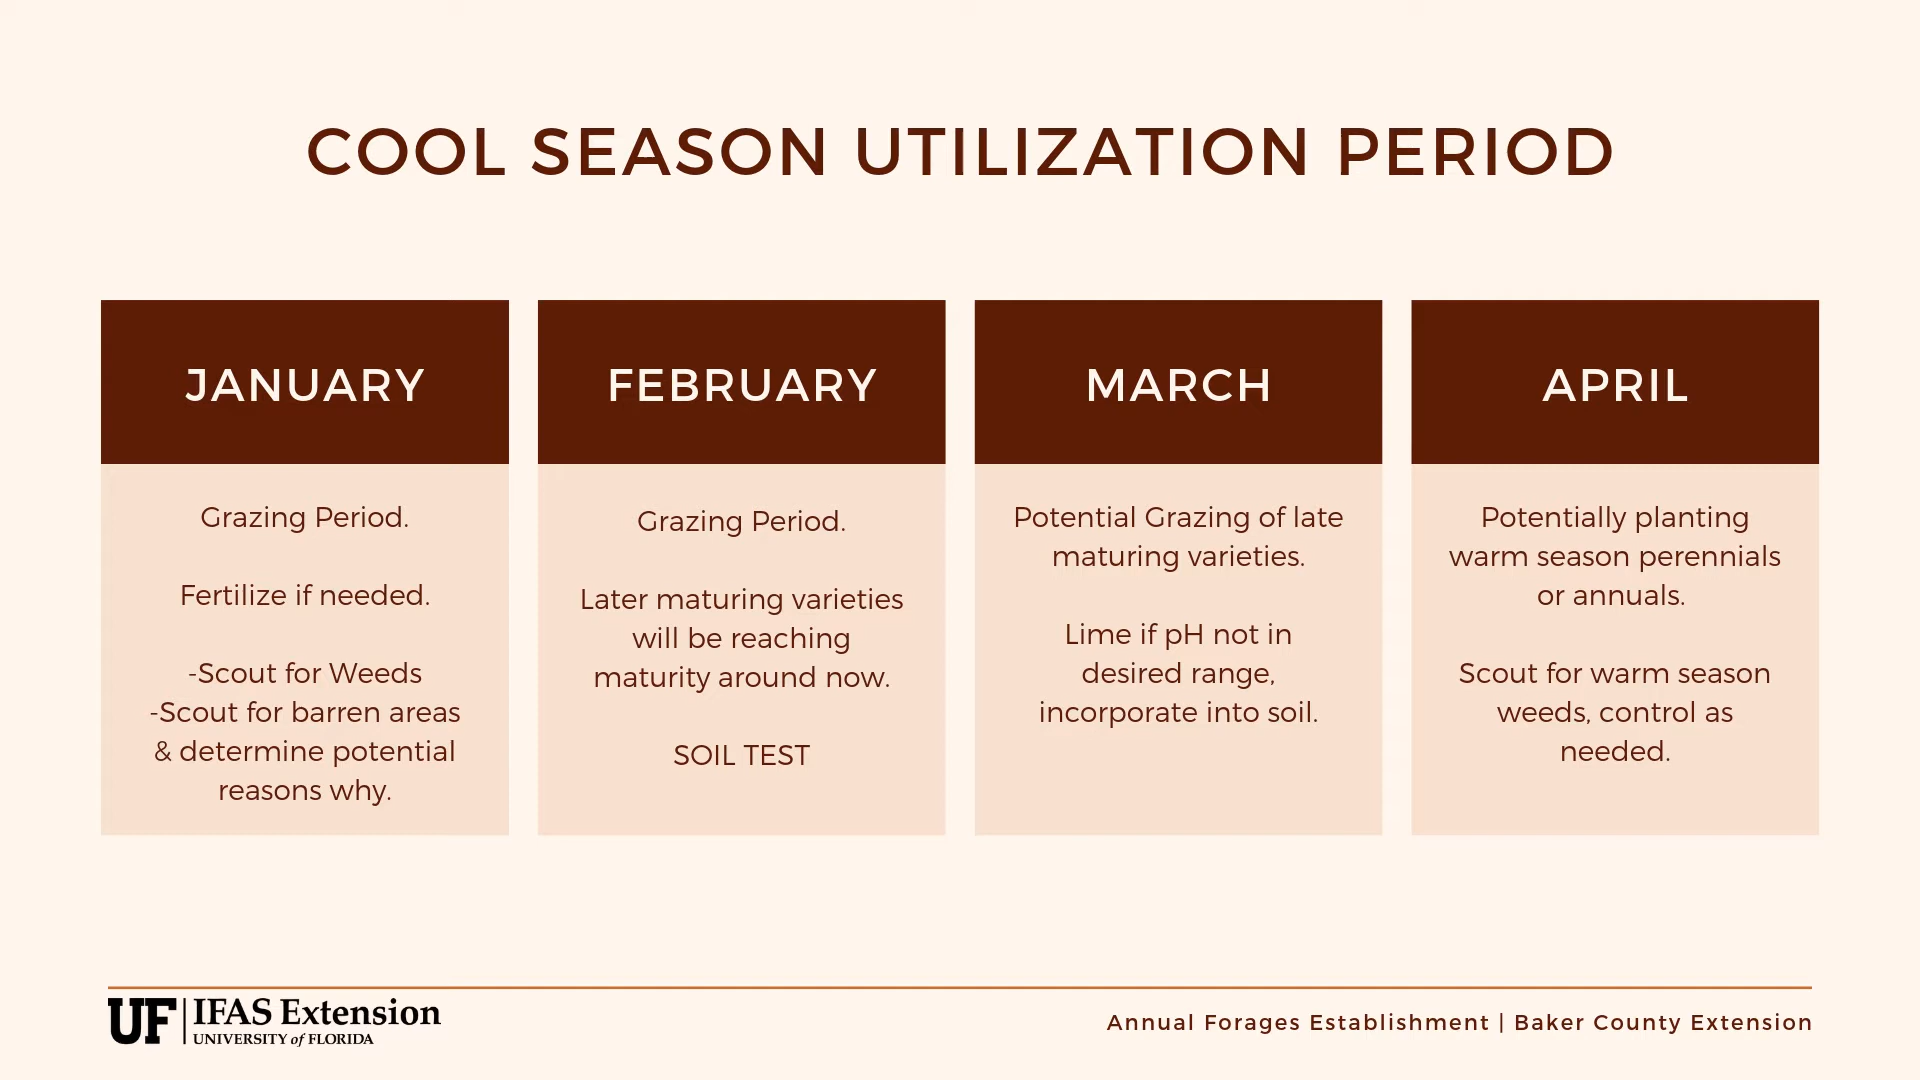 COOL SEASON UTILIZATION PERIOD
JANUARY
Grazing Period.
Fertilize if needed.
-Scout for Weeds
-Scout for barren areas
& determine potential
reasons why.
FEBRUARY
Grazing Period.
Later maturing varieties
will be reaching
maturity around now.
SOIL TEST
MARCH
Potential Grazing of late
maturing varieties.
Lime if pH not in
desired range,
incorporate into soil.
APRIL
Potentially planting
warm season perennials
or annuals.
Scout for warm season
weeds, control as
needed.
UF | IFAS Extension
UNIVERSITY of FLORIDA
Annual Forages Establishment | Baker County Extension